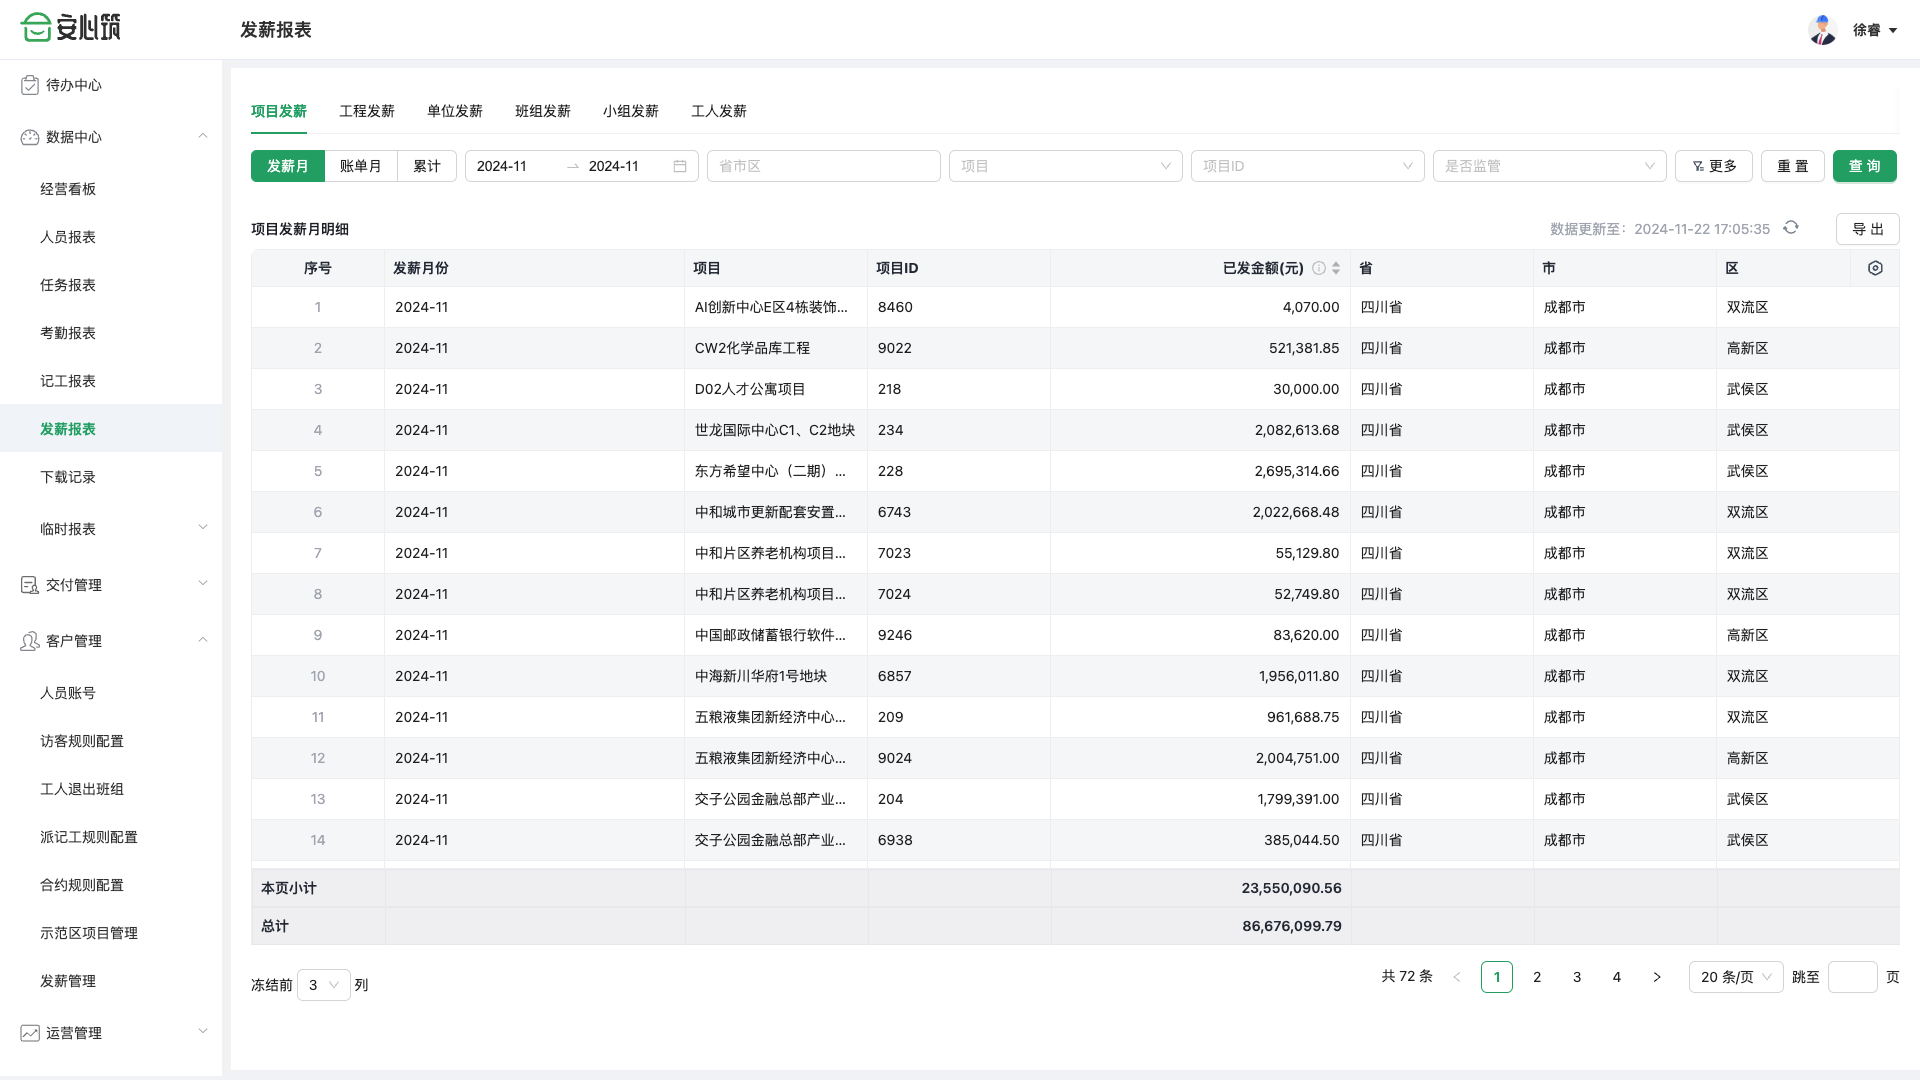 安心筑
发薪报表
徐睿
待办中心
数据中心
经营看板
人员报表
任务报表
考勤报表
记工报表
发薪报表
下载记录
临时报表
交付管理
客户管理
人员账号
访客规则配置
工人退出班组
派记工规则配置
合约规则配置
示范区项目管理
发薪管理
运营管理
项目发薪 工程发薪 单位发薪 班组发薪 小组发薪 工人发薪
发薪月 账单月 累计 2024-11 → 2024-11 省市区 项目 项目ID 是否监管 更多 重 置 查 询
项目发薪月明细 数据更新至：2024-11-22 17:05:35 导 出
序号 发薪月份 项目 项目ID 已发金额(元) 省 市 区
1 2024-11 AI创新中心E区4栋装饰... 8460 4,070.00 四川省 成都市 双流区
2 2024-11 CW2化学品库工程 9022 521,381.85 四川省 成都市 高新区
3 2024-11 D02人才公寓项目 218 30,000.00 四川省 成都市 武侯区
4 2024-11 世龙国际中心C1、C2地块 234 2,082,613.68 四川省 成都市 武侯区
5 2024-11 东方希望中心（二期）... 228 2,695,314.66 四川省 成都市 武侯区
6 2024-11 中和城市更新配套安置... 6743 2,022,668.48 四川省 成都市 双流区
7 2024-11 中和片区养老机构项目... 7023 55,129.80 四川省 成都市 双流区
8 2024-11 中和片区养老机构项目... 7024 52,749.80 四川省 成都市 双流区
9 2024-11 中国邮政储蓄银行软件... 9246 83,620.00 四川省 成都市 高新区
10 2024-11 中海新川华府1号地块 6857 1,956,011.80 四川省 成都市 双流区
11 2024-11 五粮液集团新经济中心... 209 961,688.75 四川省 成都市 双流区
12 2024-11 五粮液集团新经济中心... 9024 2,004,751.00 四川省 成都市 高新区
13 2024-11 交子公园金融总部产业... 204 1,799,391.00 四川省 成都市 武侯区
14 2024-11 交子公园金融总部产业... 6938 385,044.50 四川省 成都市 武侯区
本页小计 23,550,090.56
总计 86,676,099.79
冻结前 3 列 共 72 条 < 1 2 3 4 > 20 条/页 跳至 页